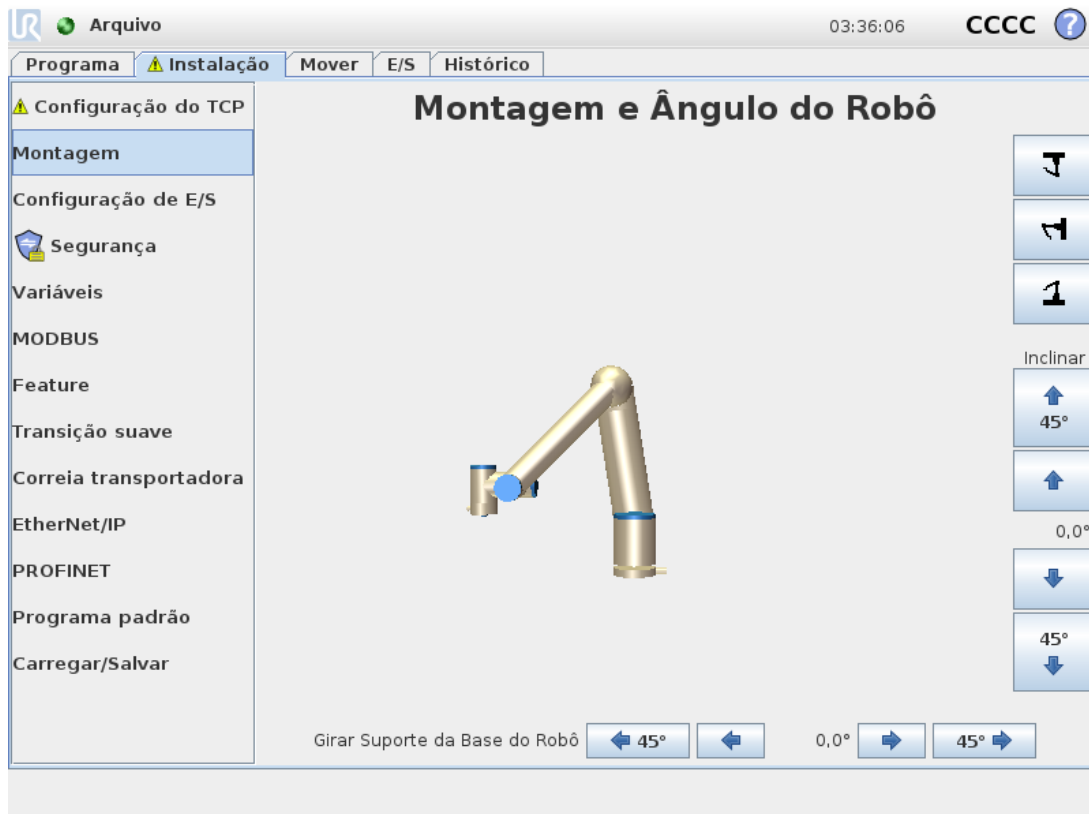 UR Arquivo 03:36:06 CCCC ?
Programa Instalação Mover E/S Histórico
Configuração do TCP
Montagem
Configuração de E/S
Segurança
Variáveis
MODBUS
Feature
Transição suave
Correia transportadora
EtherNet/IP
PROFINET
Programa padrão
Carregar/Salvar
Montagem e Ângulo do Robô
Inclinar
45°
0,0°
45°
Girar Suporte da Base do Robô 45° 0,0° 45°